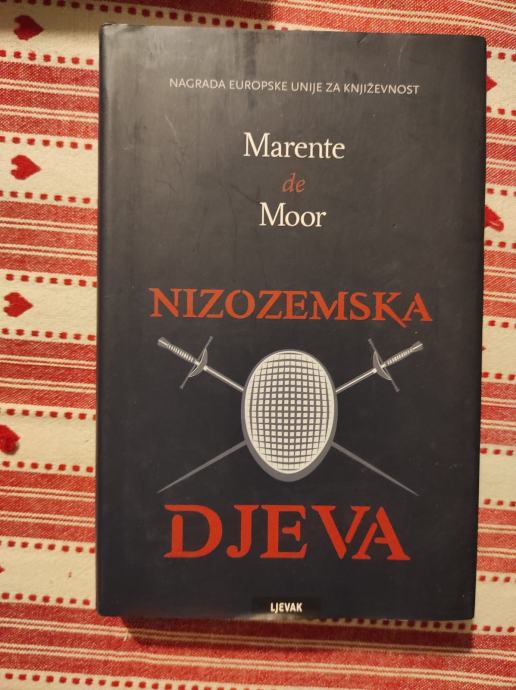 NAGRADA EUROPSKE UNIJE ZA KNJIŽEVNOST
Marente
de
Moor
NIZOZEMSKA
DJEVA
LJEVAK